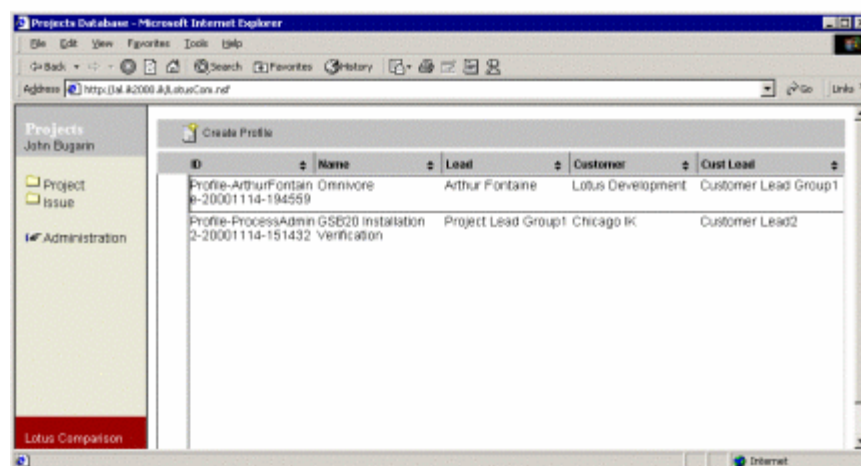 Projects Database - Microsoft Internet Explorer
File Edit View Favorites Tools Help
Back Search Favorites History
Address Go Links
Projects
John Bugarin
Project
Issue
Administration
Lotus Comparison
Create Profile
ID Name Lead Customer Cust Lead
Profile-ArthurFontain Omnivore Arthur Fontaine Lotus Development Customer Lead Group1
e-20001114-194559
Profile-ProcessAdmin GSB20 Installation Project Lead Group1 Chicago IK Customer Lead2
2-20001114-151432 Verification
Internet